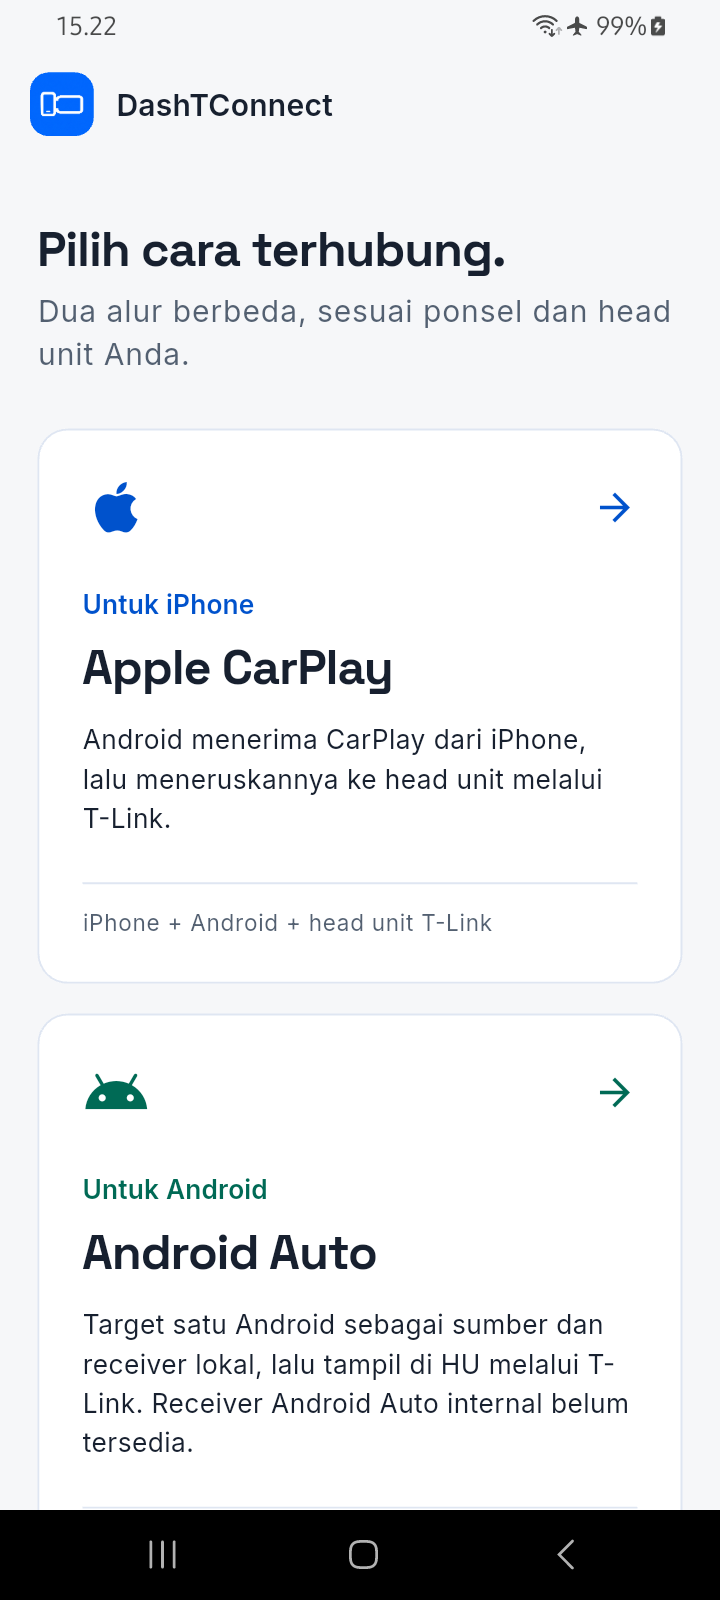 15.22
99%
DashTConnect
Pilih cara terhubung.
Dua alur berbeda, sesuai ponsel dan head
unit Anda.
Untuk iPhone
Apple CarPlay
Android menerima CarPlay dari iPhone,
lalu meneruskannya ke head unit melalui
T-Link.
iPhone + Android + head unit T-Link
Untuk Android
Android Auto
Target satu Android sebagai sumber dan
receiver lokal, lalu tampil di HU melalui T-
Link. Receiver Android Auto internal belum
tersedia.